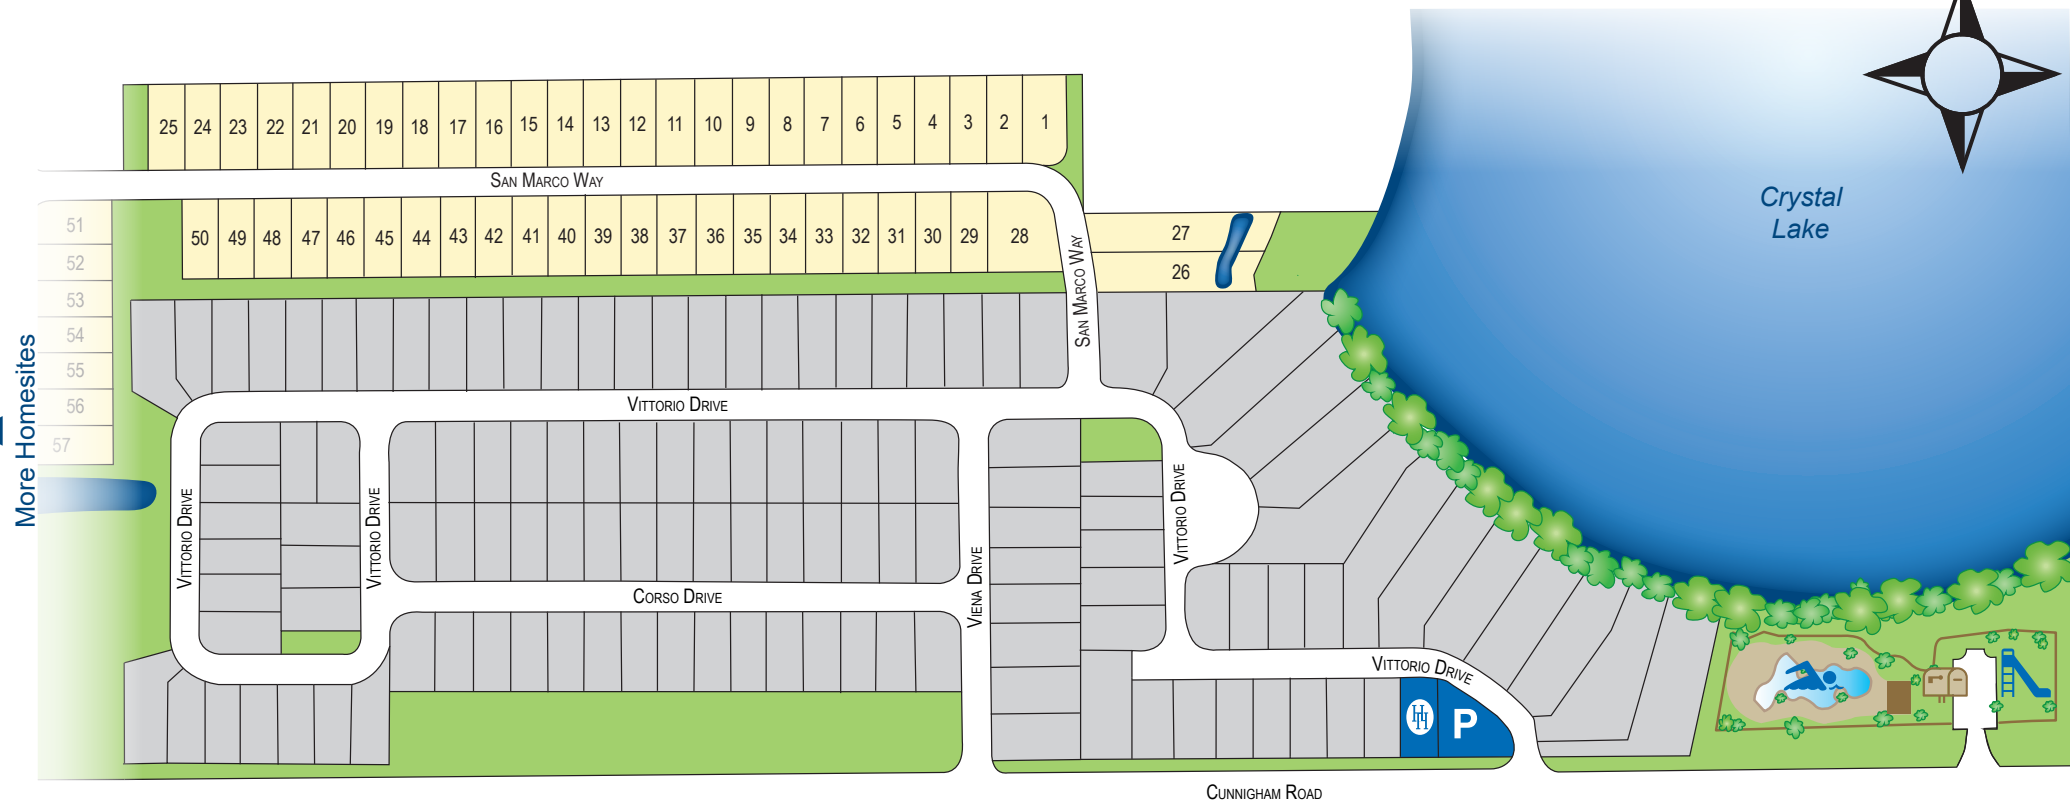 25 24 23 22 21 20 19 18 17 16 15 14 13 12 11 10 9 8 7 6 5 4 3 2 1
San Marco Way
Crystal
Lake
51
52
53
54
55
56
57
50 49 48 47 46 45 44 43 42 41 40 39 38 37 36 35 34 33 32 31 30 29 28
27
26
San Marco Way
More Homesites
Vittorio Drive
Vittorio Drive
Vittorio Drive
Vittorio Drive
Viena Drive
Corso Drive
Vittorio Drive
HH
P
Cunnigham Road